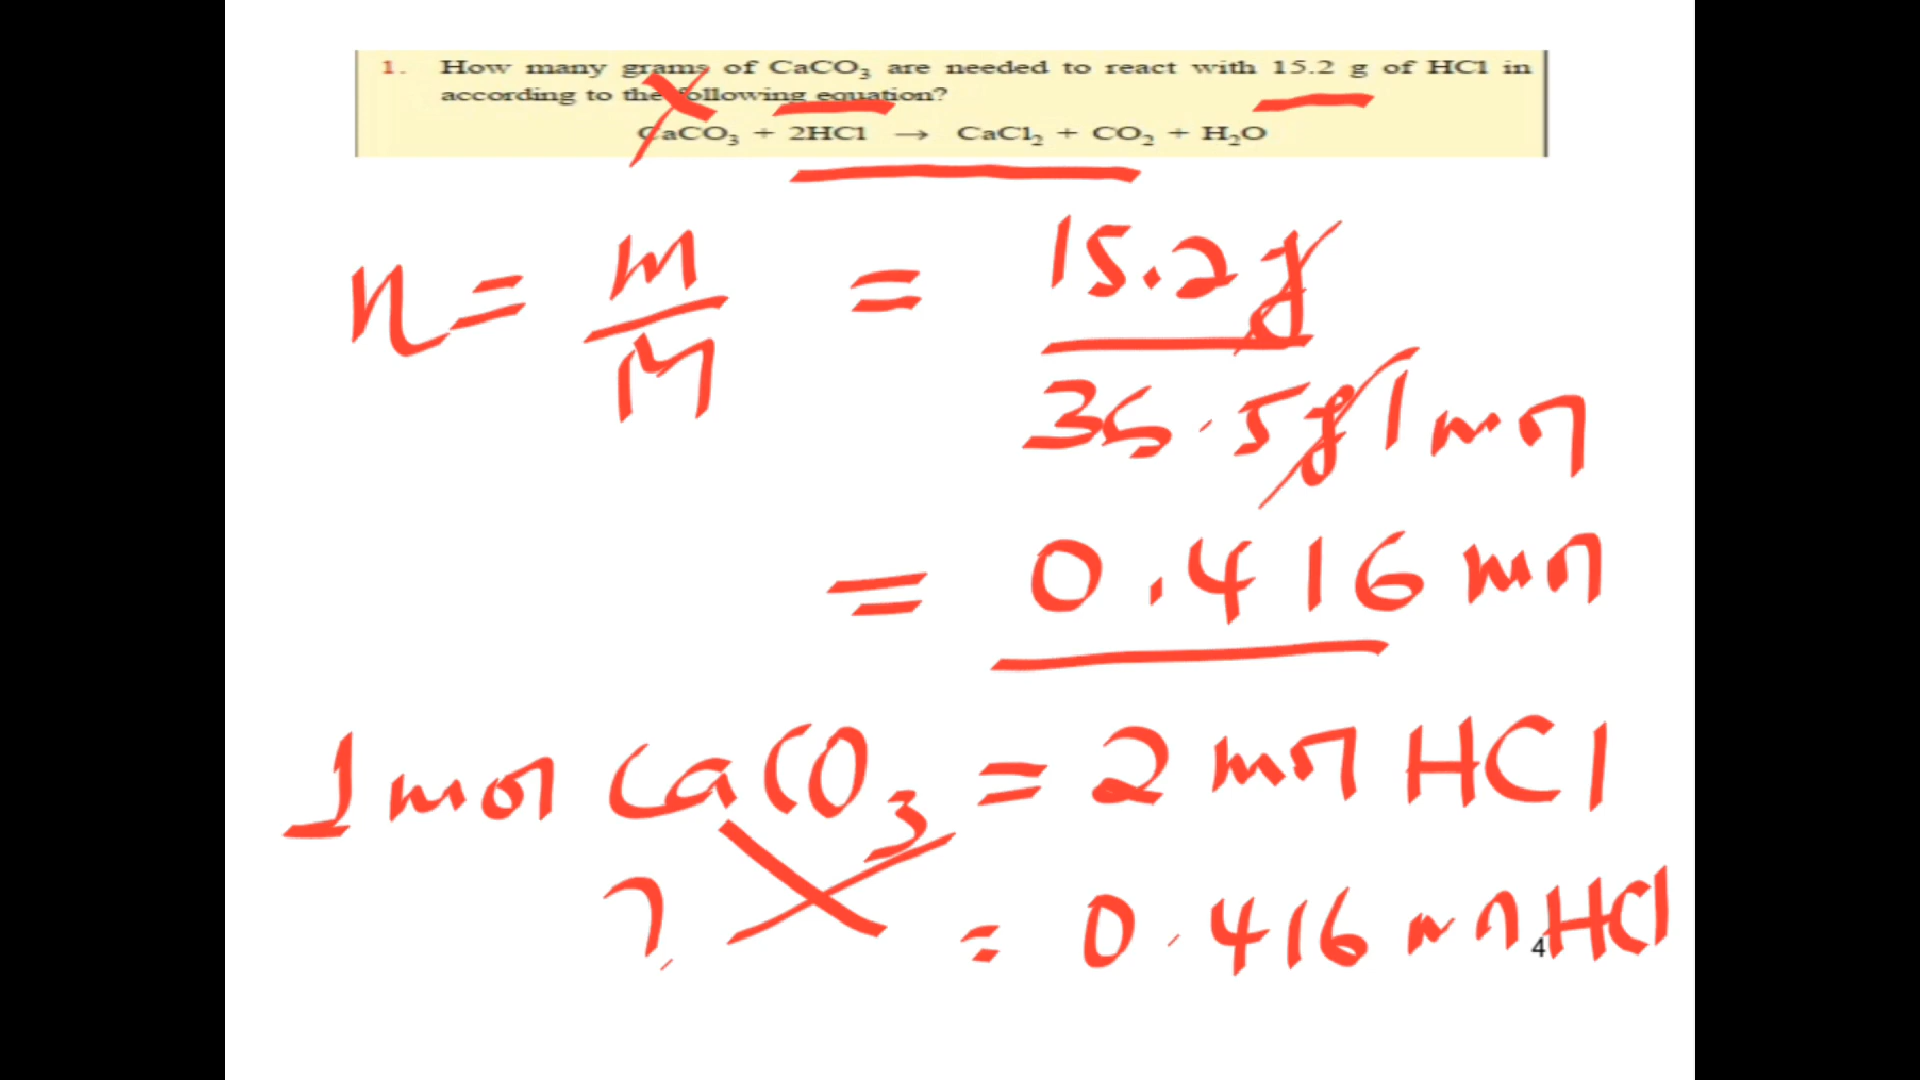 1. How many grams of CaCO₃ are needed to react with 15.2 g of HCl in
according to the following equation?
CaCO₃ + 2HCl → CaCl₂ + CO₂ + H₂O
n = m/M = 15.2g / 36.5g/mol
= 0.416 mol
1 mol CaCO₃ = 2 mol HCl
? = 0.416 mol HCl
4